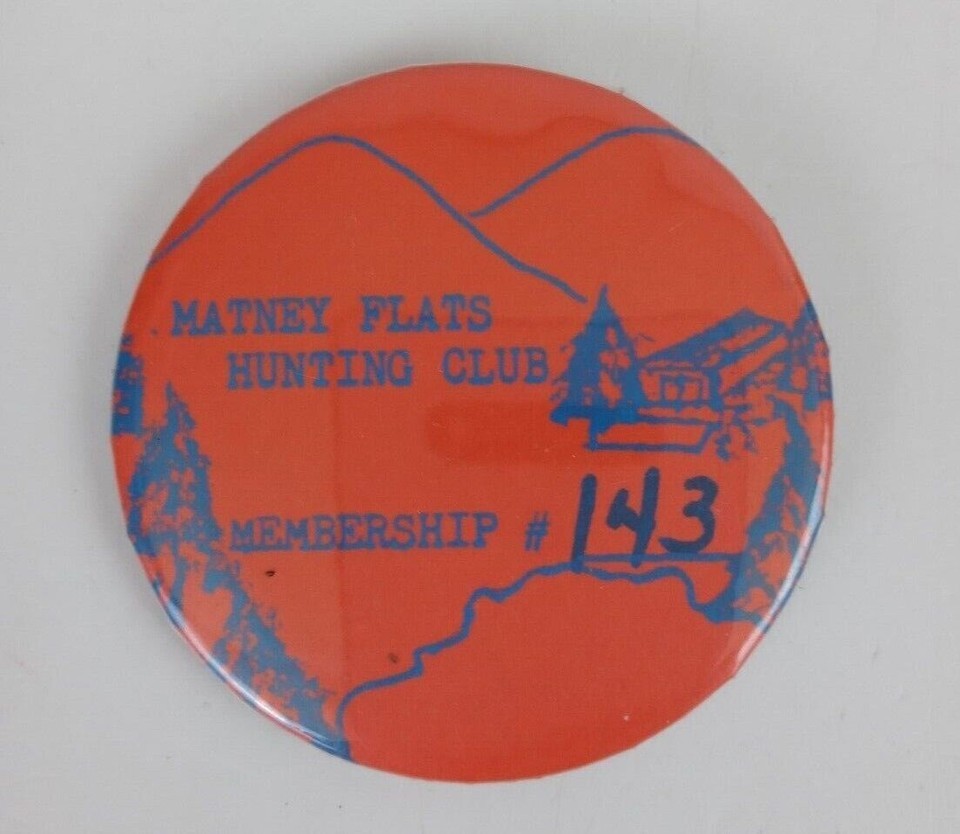 MATNEY FLATS
HUNTING CLUB
MEMBERSHIP # 143